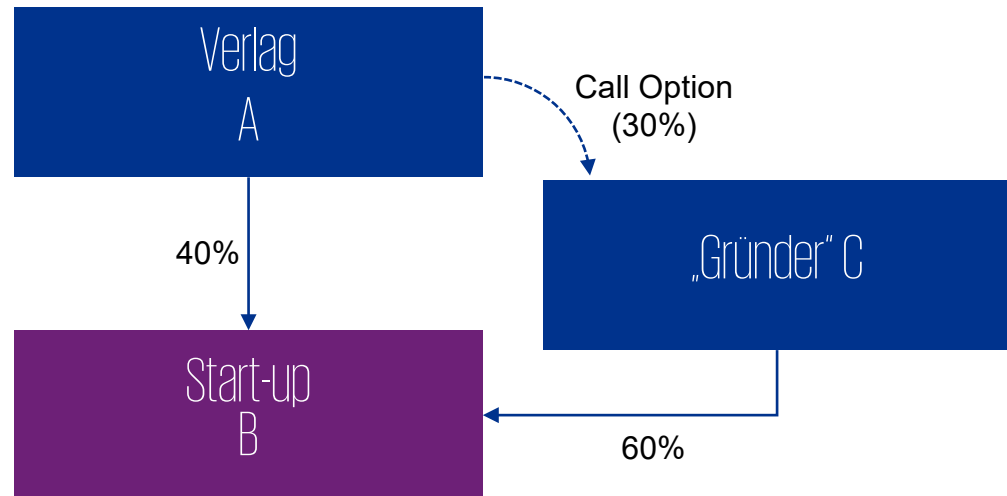 Verlag
A
Call Option
(30%)
„Gründer“ C
40%
Start-up
B
60%